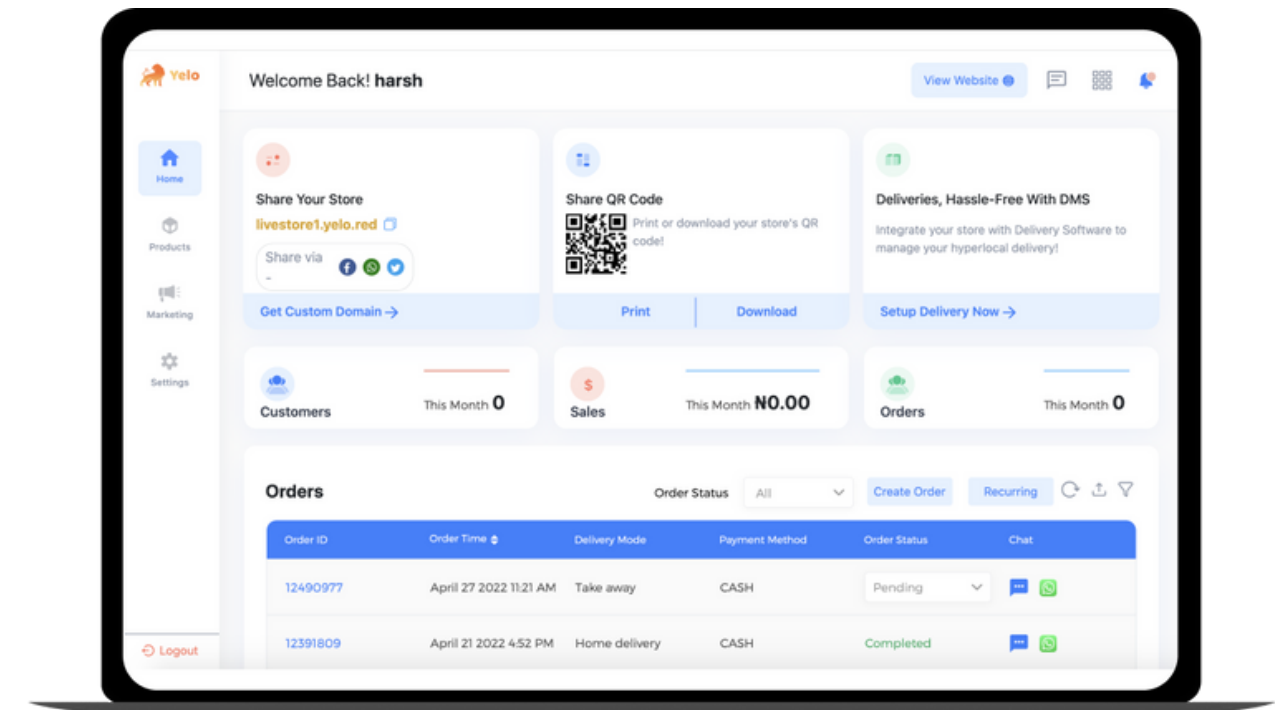 Yelo
Welcome Back! harsh
View Website
Home
Products
Marketing
Settings
Logout
Share Your Store
livestore1.yelo.red
Share via
-
Get Custom Domain →
Share QR Code
Print or download your store's QR
code!
Print
Download
Deliveries, Hassle-Free With DMS
Integrate your store with Delivery Software to
manage your hyperlocal delivery!
Setup Delivery Now →
Customers
This Month 0
$
Sales
This Month ₦0.00
Orders
This Month 0
Orders
Order Status All
Create Order
Recurring
Order ID Order Time Delivery Mode Payment Method Order Status Chat
12490977 April 27 2022 11:21 AM Take away CASH Pending
12391809 April 21 2022 4:52 PM Home delivery CASH Completed